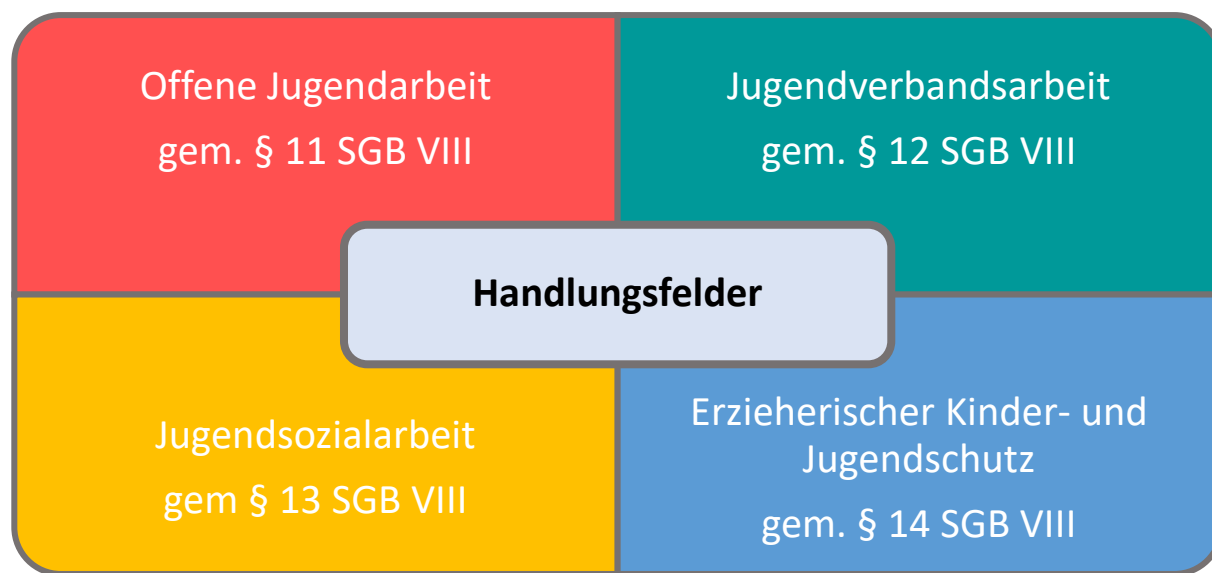 Offene Jugendarbeit
gem. § 11 SGB VIII
Jugendverbandsarbeit
gem. § 12 SGB VIII
Handlungsfelder
Jugendsozialarbeit
gem § 13 SGB VIII
Erzieherischer Kinder- und
Jugendschutz
gem. § 14 SGB VIII